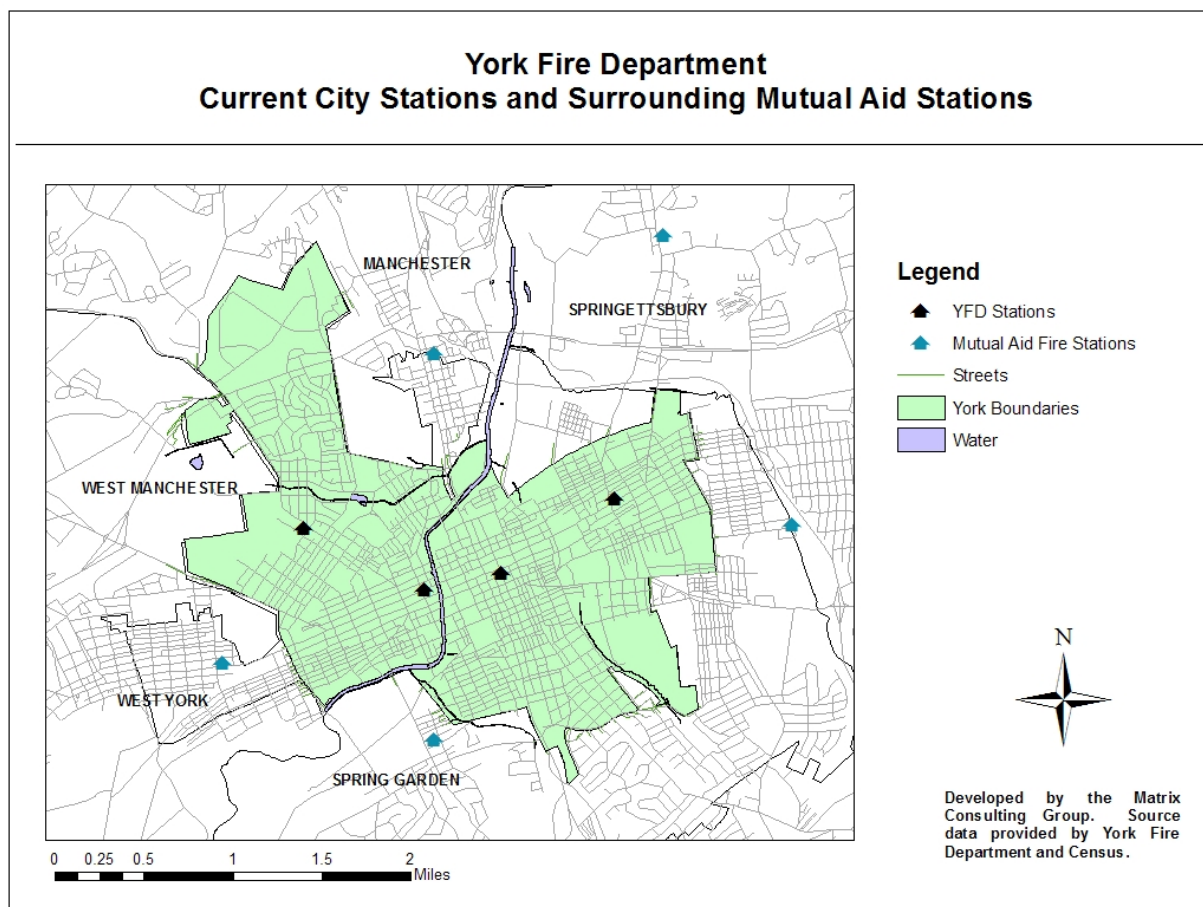 York Fire Department
Current City Stations and Surrounding Mutual Aid Stations
MANCHESTER
SPRINGETTSBURY
WEST MANCHESTER
WEST YORK
SPRING GARDEN
Legend
YFD Stations
Mutual Aid Fire Stations
Streets
York Boundaries
Water
N
Developed by the Matrix
Consulting Group. Source
data provided by York Fire
Department and Census.
0 0.25 0.5 1 1.5 2
Miles